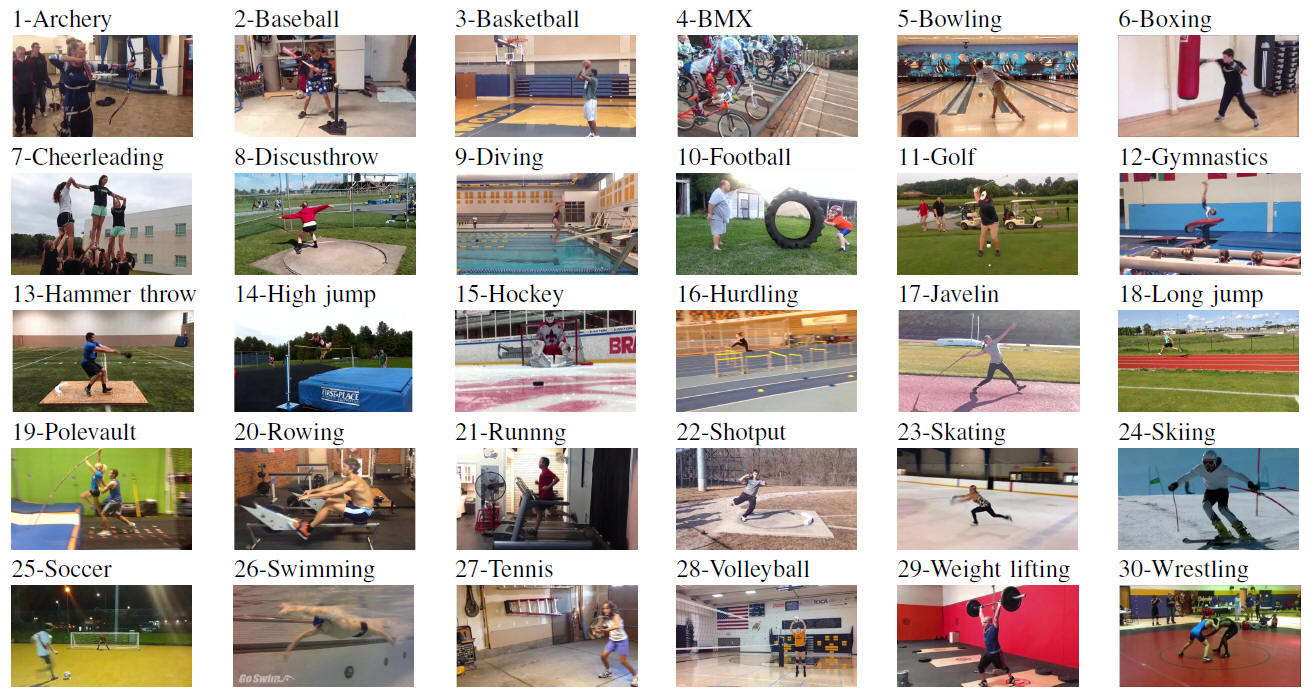 1-Archery
2-Baseball
3-Basketball
4-BMX
5-Bowling
6-Boxing
7-Cheerleading
8-Discusthrow
9-Diving
10-Football
11-Golf
12-Gymnastics
13-Hammer throw
14-High jump
FIRST PLACE
15-Hockey
BRA
16-Hurdling
17-Javelin
18-Long jump
19-Polevault
20-Rowing
21-Runnng
22-Shotput
23-Skating
24-Skiing
25-Soccer
26-Swimming
Go Swim
27-Tennis
28-Volleyball
29-Weight lifting
30-Wrestling